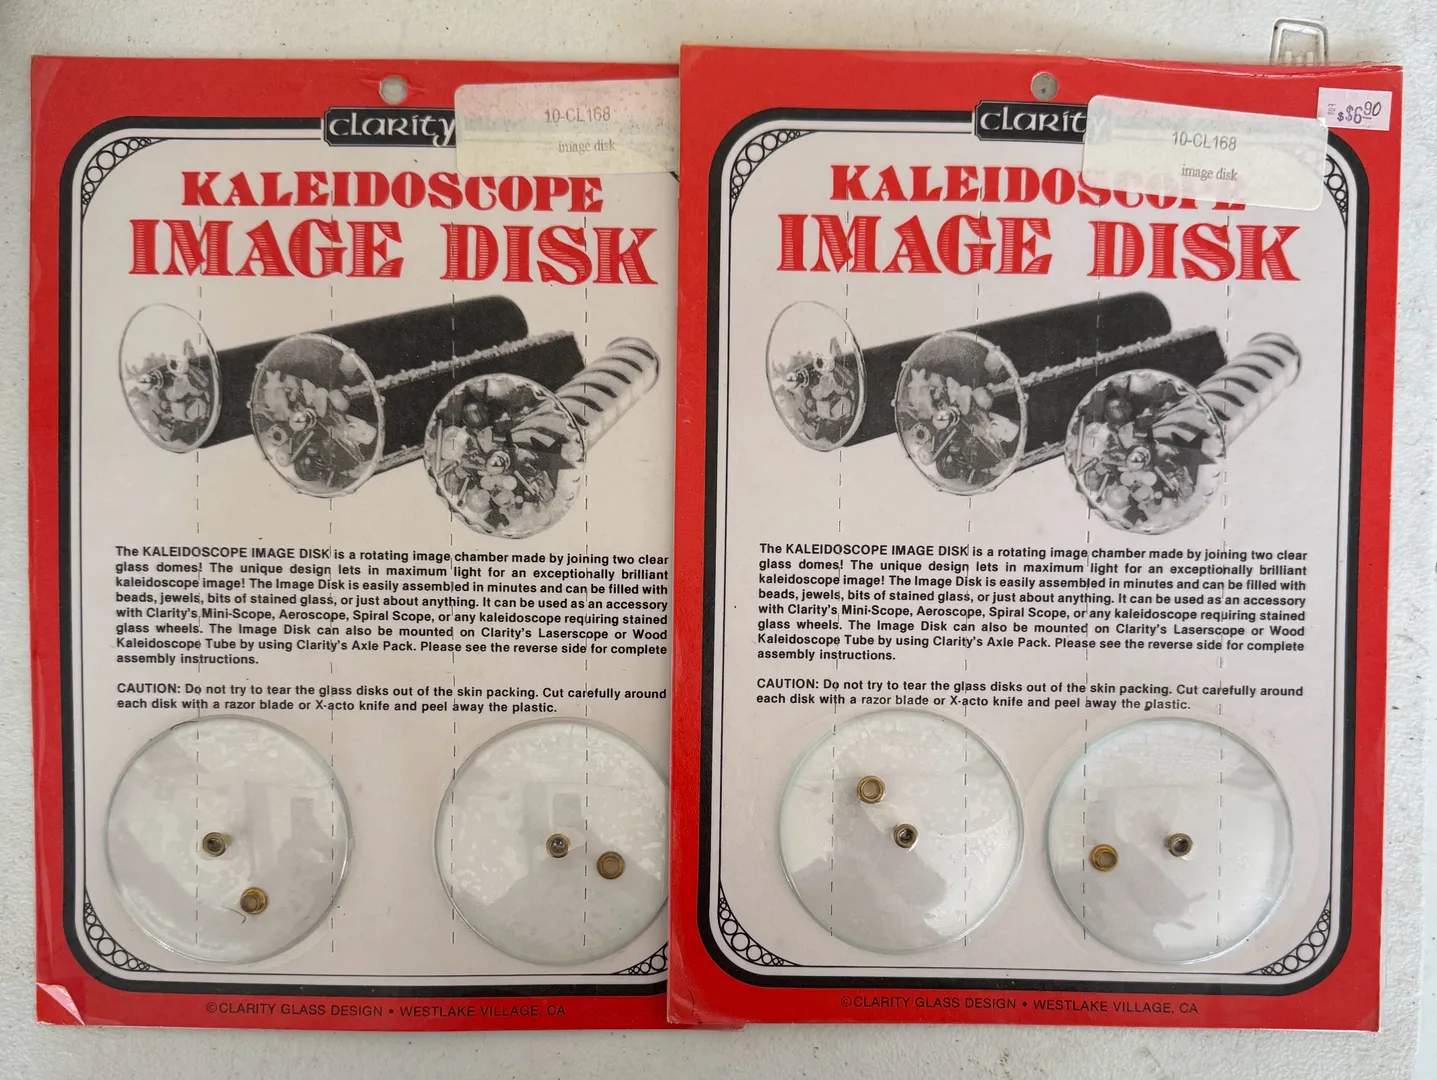 CLARITY
10-CL168
image disk
KALEIDOSCOPE
IMAGE DISK
The KALEIDOSCOPE IMAGE DISK is a rotating image chamber made by joining two clear
glass domes! The unique design lets in maximum light for an exceptionally brilliant
kaleidoscope image! The Image Disk is easily assembled in minutes and can be filled with
beads, jewels, bits of stained glass, or just about anything. It can be used as an accessory
with Clarity's Mini-Scope, Aeroscope, Spiral Scope, or any kaleidoscope requiring stained
glass wheels. The Image Disk can also be mounted on Clarity's Laserscope or Wood
Kaleidoscope Tube by using Clarity's Axle Pack. Please see the reverse side for complete
assembly instructions.
CAUTION: Do not try to tear the glass disks out of the skin packing. Cut carefully around
each disk with a razor blade or X-acto knife and peel away the plastic.
©CLARITY GLASS DESIGN • WESTLAKE VILLAGE, CA
CLARITY
10-CL168
image disk
$6.90
KALEIDOSCOPE
IMAGE DISK
The KALEIDOSCOPE IMAGE DISK is a rotating image chamber made by joining two clear
glass domes! The unique design lets in maximum light for an exceptionally brilliant
kaleidoscope image! The Image Disk is easily assembled in minutes and can be filled with
beads, jewels, bits of stained glass, or just about anything. It can be used as an accessory
with Clarity's Mini-Scope, Aeroscope, Spiral Scope, or any kaleidoscope requiring stained
glass wheels. The Image Disk can also be mounted on Clarity's Laserscope or Wood
Kaleidoscope Tube by using Clarity's Axle Pack. Please see the reverse side for complete
assembly instructions.
CAUTION: Do not try to tear the glass disks out of the skin packing. Cut carefully around
each disk with a razor blade or X-acto knife and peel away the plastic.
©CLARITY GLASS DESIGN • WESTLAKE VILLAGE, CA